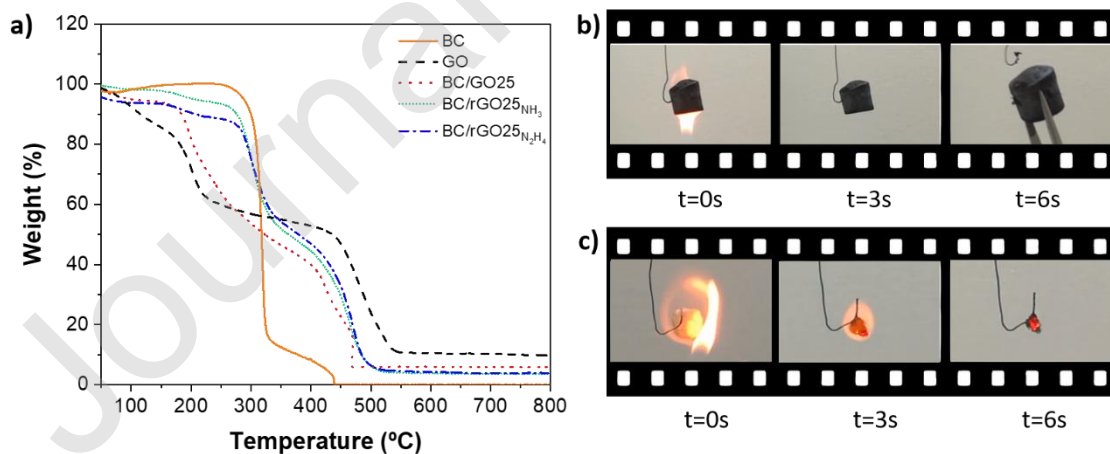 a)
Weight (%)
120
100
80
60
40
20
0
100
200
300
400
500
600
700
800
Temperature (ºC)
BC
GO
BC/GO25
BC/rGO25NH3
BC/rGO25N2H4
b)
t=0s
t=3s
t=6s
c)
t=0s
t=3s
t=6s
Journal